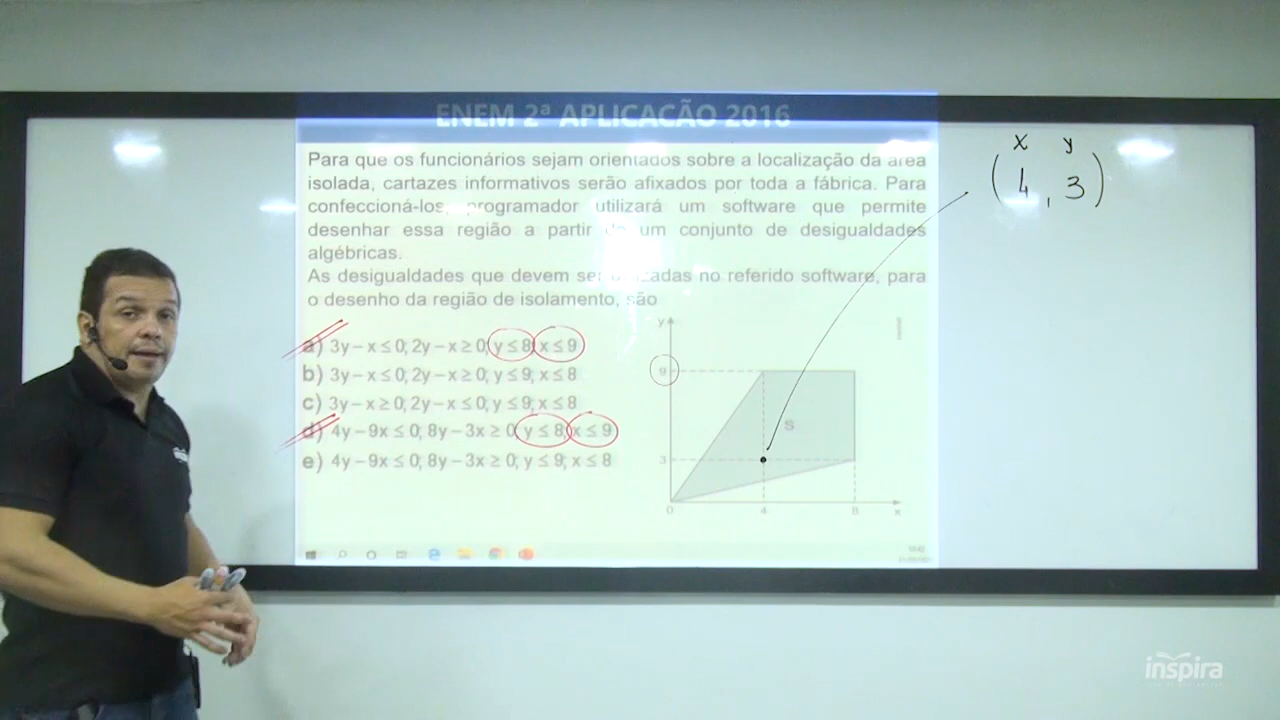 ENEM 2ª APLICAÇÃO 2016
Para que os funcionários sejam orientados sobre a localização da área
isolada, cartazes informativos serão afixados por toda a fábrica. Para
confeccioná-los, programador utilizará um software que permite
desenhar essa região a partir de um conjunto de desigualdades
algébricas.
As desigualdades que devem ser utilizadas no referido software, para
o desenho da região de isolamento, são
a) 3y – x ≤ 0; 2y – x ≥ 0; y ≤ 8; x ≤ 9
b) 3y – x ≤ 0; 2y – x ≥ 0; y ≤ 9; x ≤ 8
c) 3y – x ≥ 0; 2y – x ≤ 0; y ≤ 9; x ≤ 8
d) 4y – 9x ≤ 0; 8y – 3x ≥ 0; y ≤ 8; x ≤ 9
e) 4y – 9x ≤ 0; 8y – 3x ≥ 0; y ≤ 9; x ≤ 8
y
9
S
3
0 4 8 x
x y
(4, 3)
inspira